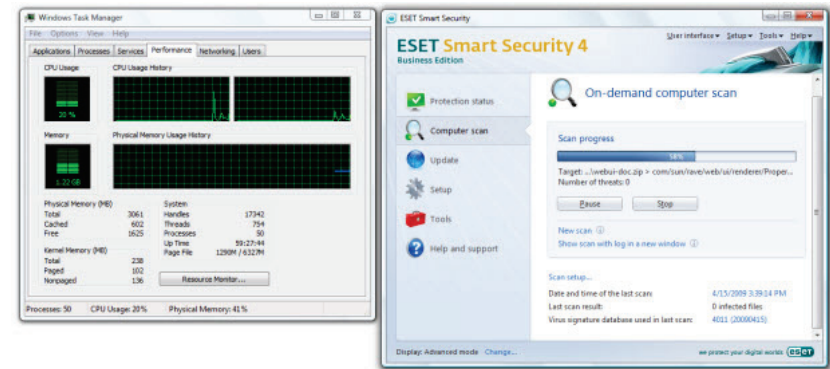 Windows Task Manager
File Options View Help
Applications Processes Services Performance Networking Users
CPU Usage CPU Usage History
20 %
Memory Physical Memory Usage History
1.22 GB
Physical Memory (MB)
Total 3061
Cached 602
Free 1625
Kernel Memory (MB)
Total 238
Paged 102
Nonpaged 136
System
Handles 17342
Threads 754
Processes 50
Up Time 59:27:44
Page File 1290M / 6327M
Resource Monitor...
Processes: 50 CPU Usage: 20% Physical Memory: 41%
ESET Smart Security
ESET Smart Security 4
Business Edition
User interface Setup Tools Help
Protection status
Computer scan
Update
Setup
Tools
Help and support
On-demand computer scan
Scan progress
58%
Target: ...\webui-doc.zip > com/sun/rave/web/ui/renderer/Proper...
Number of threats: 0
Pause Stop
New scan
Show scan with log in a new window
Scan setup...
Date and time of the last scan: 4/15/2009 3:39:14 PM
Last scan result: 0 infected files
Virus signature database used in last scan: 4011 (20090415)
Display: Advanced mode Change...
we protect your digital worlds eset